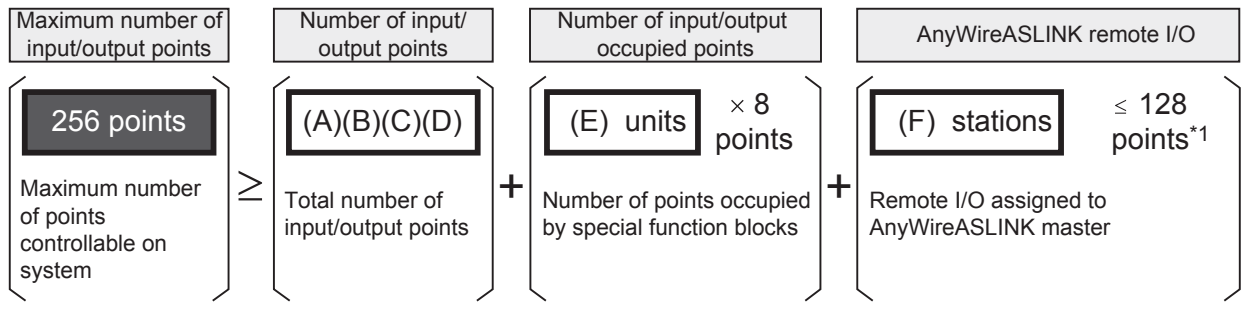 Maximum number of
input/output points
Number of input/
output points
Number of input/output
occupied points
AnyWireASLINK remote I/O
256 points
Maximum number
of points
controllable on
system
≥
(A)(B)(C)(D)
Total number of
input/output points
+
(E) units
× 8
points
Number of points occupied
by special function blocks
+
(F) stations
≤ 128
points*1
Remote I/O assigned to
AnyWireASLINK master